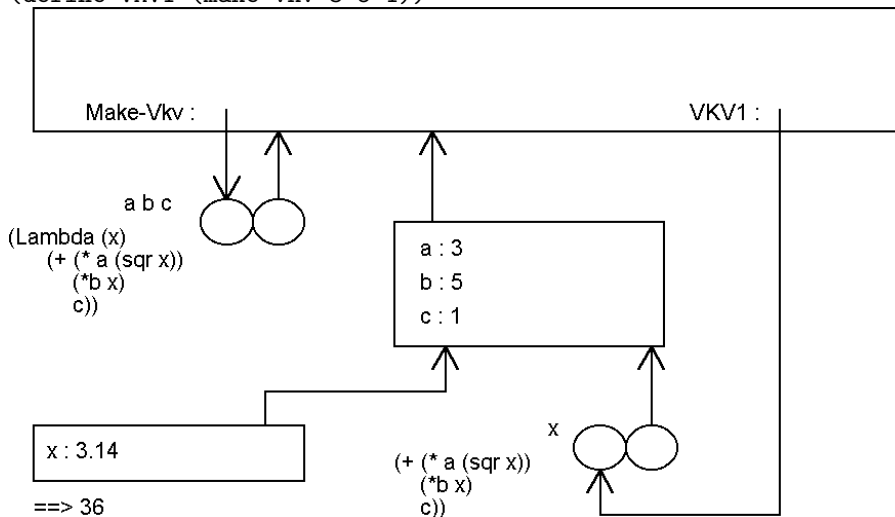 Make-Vkv :
VKV1 :
a b c
(Lambda (x)
(+ (* a (sqr x))
(*b x)
c))
a : 3
b : 5
c : 1
x : 3.14
==> 36
x
(+ (* a (sqr x))
(*b x)
c))